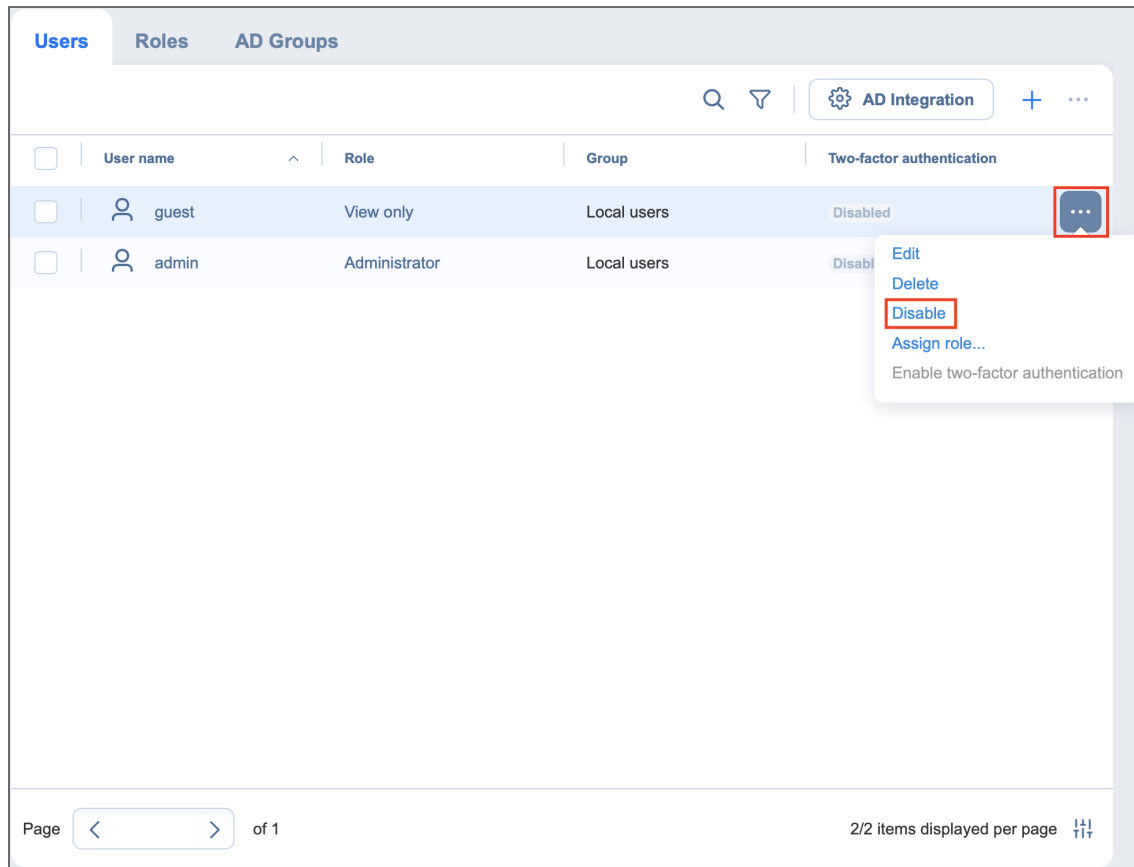 Users Roles AD Groups
AD Integration
User name Role Group Two-factor authentication
guest View only Local users Disabled
Edit
admin Administrator Local users Disabl
Delete
Disable
Assign role...
Enable two-factor authentication
Page of 1 2/2 items displayed per page